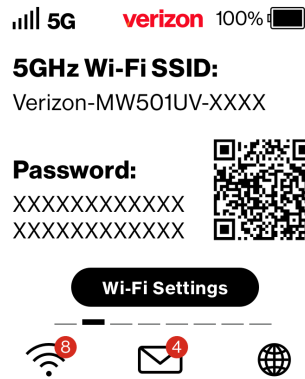 5G verizon 100%
5GHz Wi-Fi SSID:
Verizon-MW501UV-XXXX
Password:
XXXXXXXXXXXX
XXXXXXXXXXXX
Wi-Fi Settings
8 4